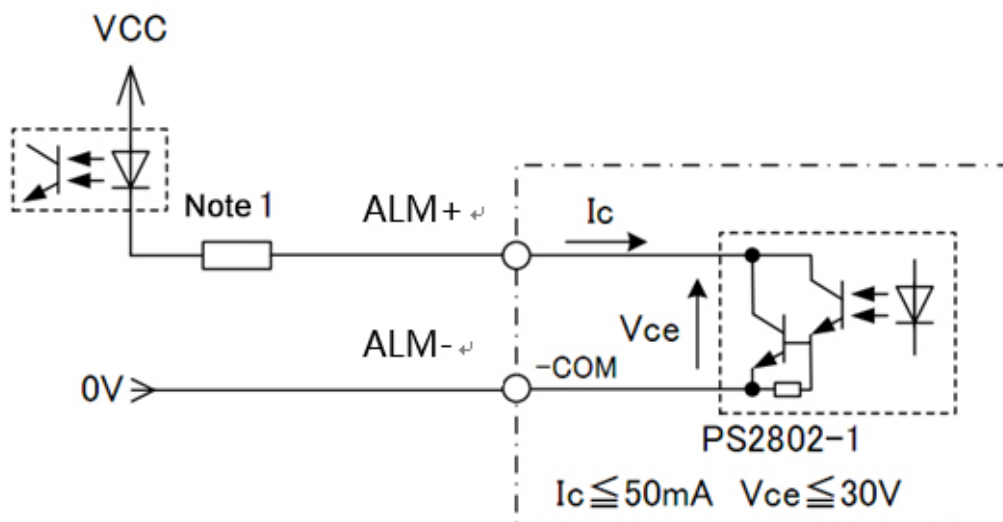 VCC
Note 1
ALM+ ↵
Ic
Vce
ALM- ↵
-COM
0V
PS2802-1
Ic≦50mA Vce≦30V